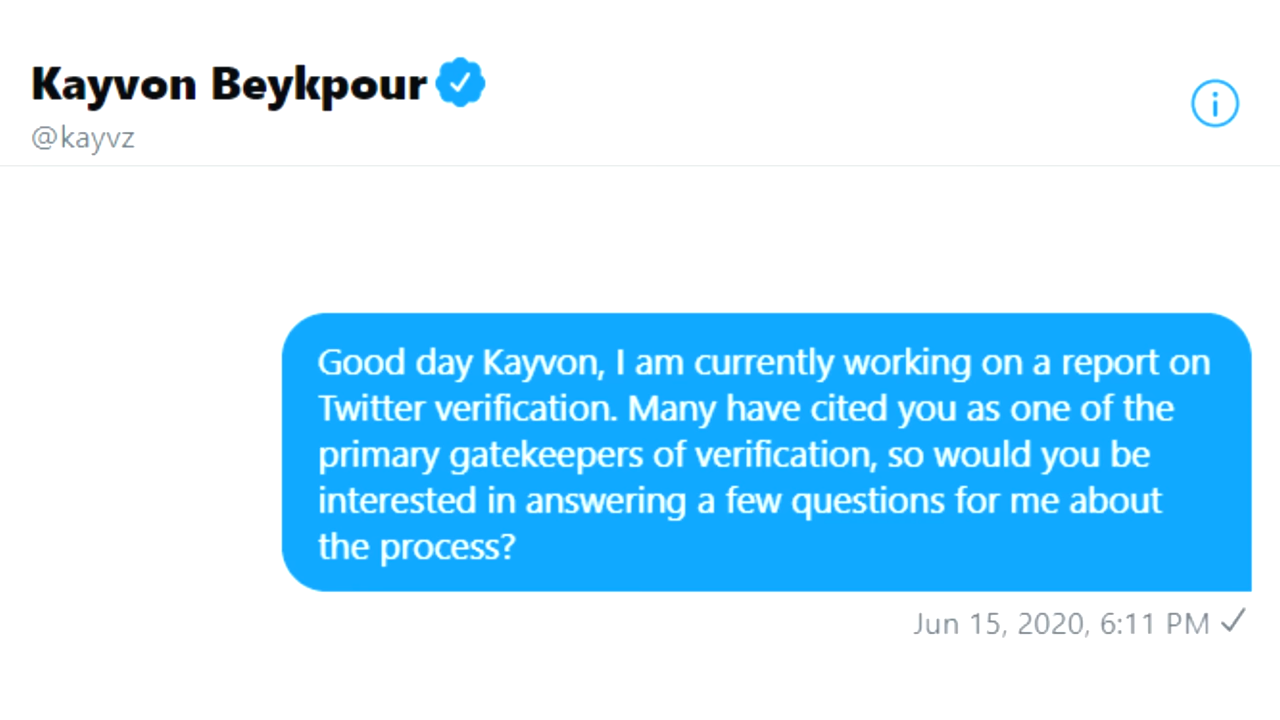 Kayvon Beykpour
@kayvz
Good day Kayvon, I am currently working on a report on
Twitter verification. Many have cited you as one of the
primary gatekeepers of verification, so would you be
interested in answering a few questions for me about
the process?
Jun 15, 2020, 6:11 PM